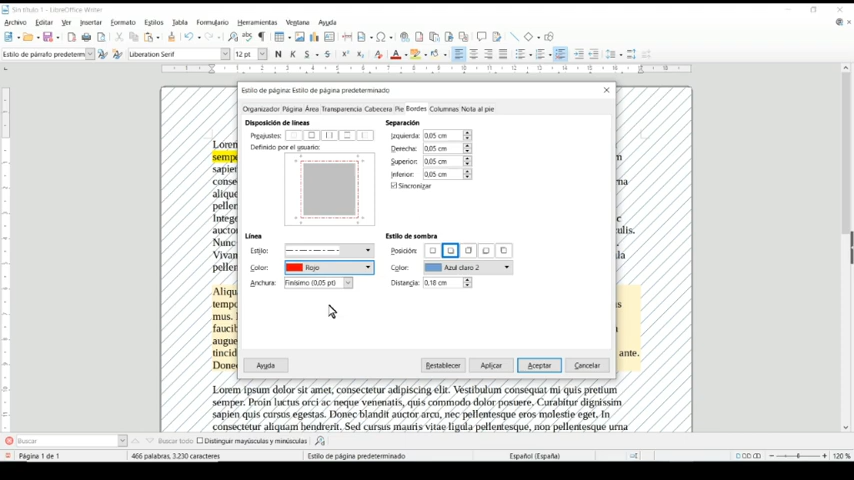 Sin título 1 - LibreOffice Writer
Archivo Editar Ver Insertar Formato Estilos Tabla Formulario Herramientas Ventana Ayuda
Estilo de párrafo predeterm Liberation Serif 12 pt
Estilo de página: Estilo de página predeterminado
Organizador Página Área Transparencia Cabecera Pie Bordes Columnas Nota al pie
Disposición de líneas
Preajustes:
Definido por el usuario:
Separación
Izquierda: 0,05 cm
Derecha: 0,05 cm
Superior: 0,05 cm
Inferior: 0,05 cm
Sincronizar
Línea
Estilo:
Color: Rojo
Anchura: Finísimo (0,05 pt)
Estilo de sombra
Posición:
Color: Azul claro 2
Distancia: 0,18 cm
Ayuda Restablecer Aplicar Aceptar Cancelar
Lorem ipsum dolor sit amet, consectetur adipiscing elit. Vestibulum consequat mi quis pretium
semper. Proin luctus orci ac neque venenatis, quis commodo dolor posuere. Curabitur dignissim
sapien quis cursus egestas. Donec blandit auctor arcu, nec pellentesque eros molestie eget. In
consectetur aliquam hendrerit. Sed cursus mauris vitae ligula pellentesque, non pellentesque urna
Buscar Buscar todo Distinguir mayúsculas y minúsculas
Página 1 de 1 466 palabras, 3.230 caracteres Estilo de página predeterminado Español (España) 120 %